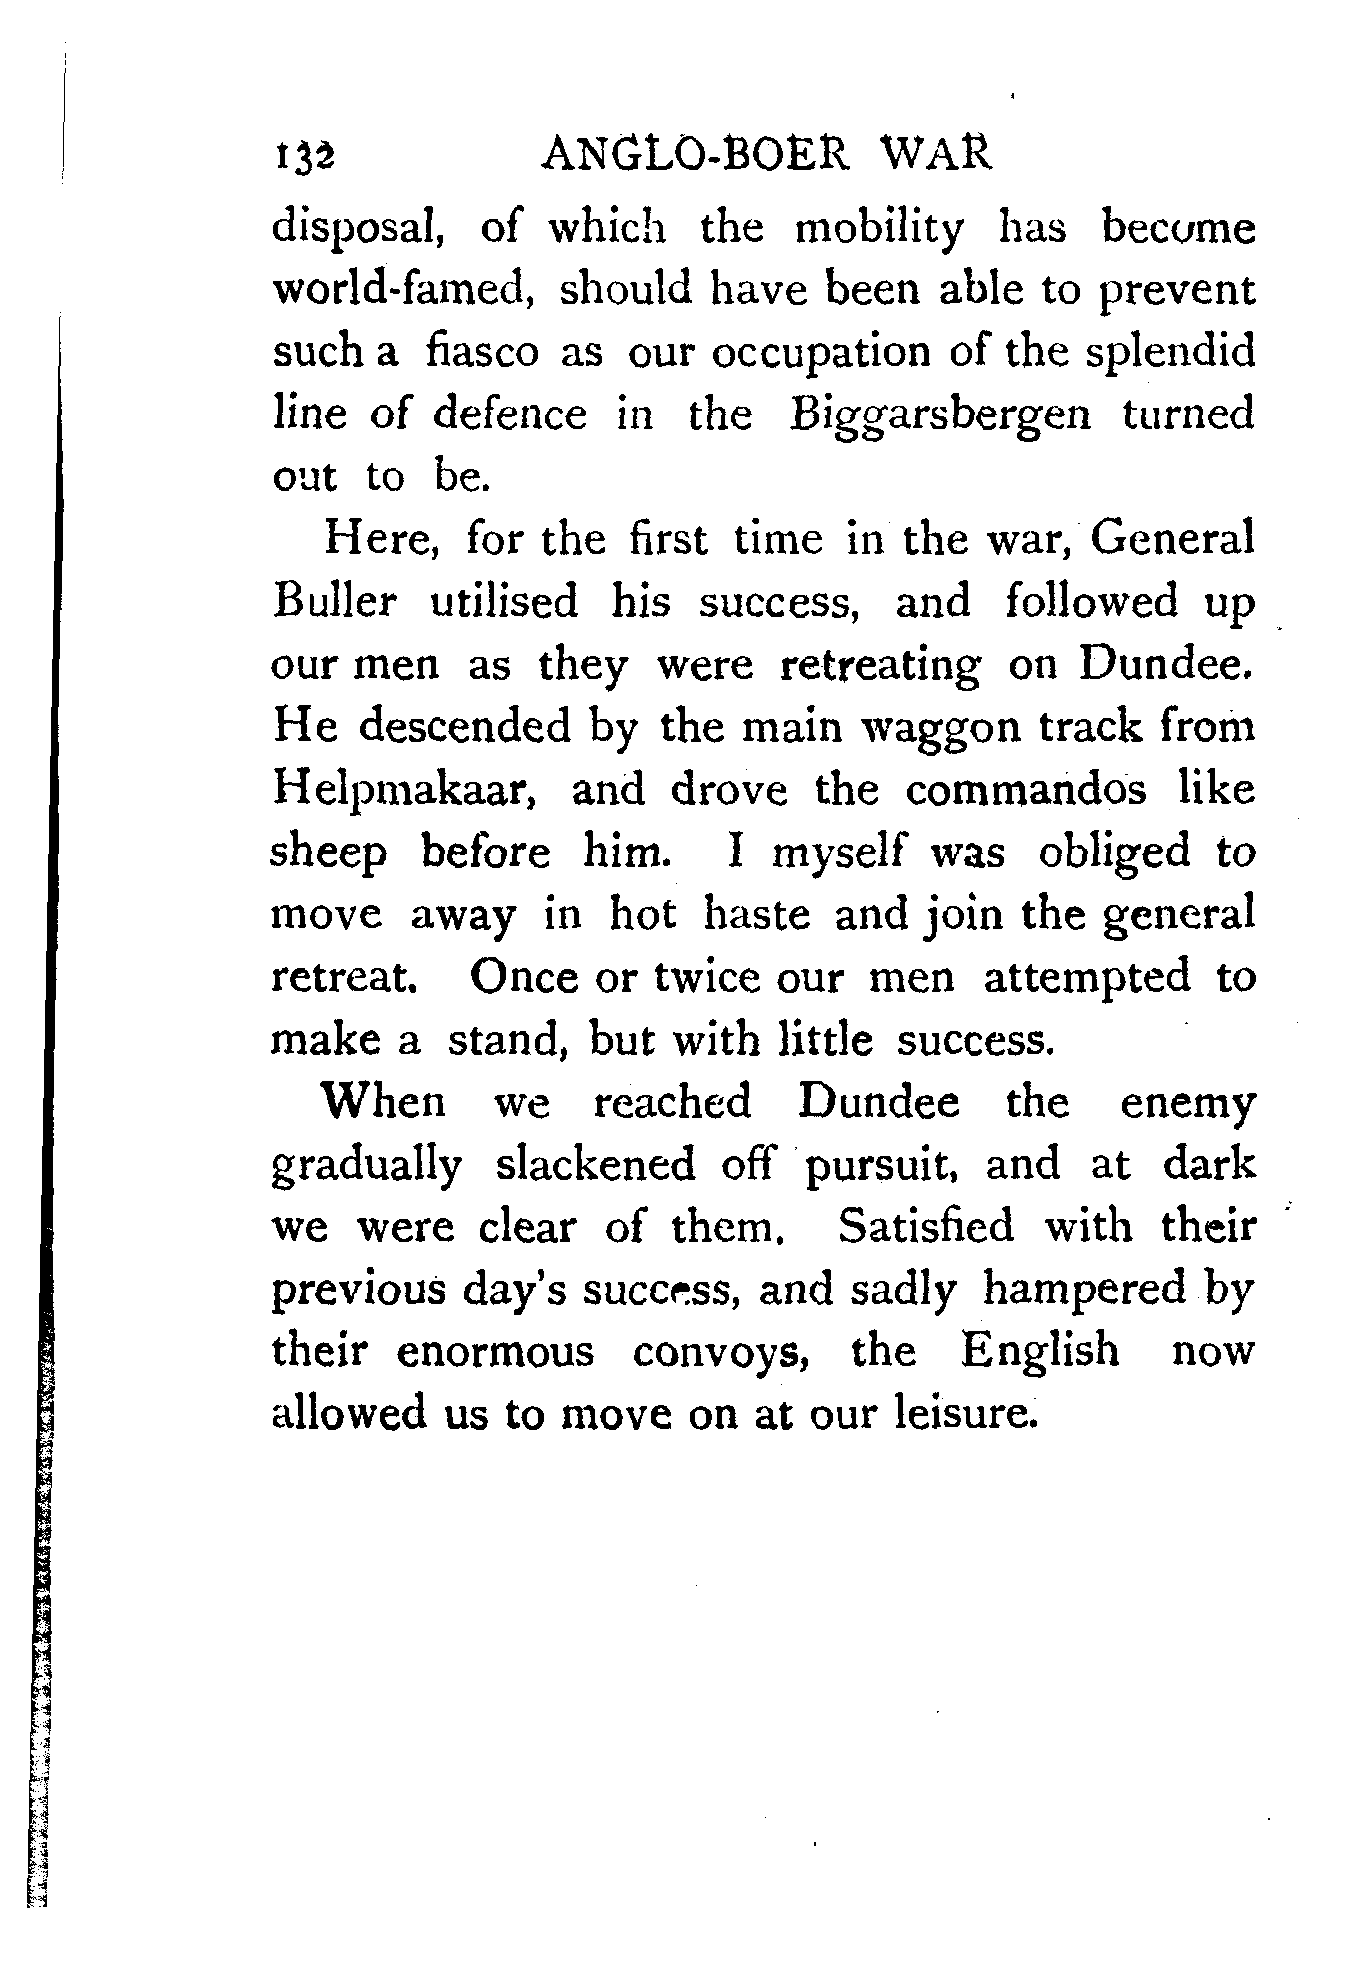 132 ANGLO-BOER WAR
disposal, of which the mobility has become
world-famed, should have been able to prevent
such a fiasco as our occupation of the splendid
line of defence in the Biggarsbergen turned
out to be.
Here, for the first time in the war, General
Buller utilised his success, and followed up
our men as they were retreating on Dundee.
He descended by the main waggon track from
Helpmakaar, and drove the commandos like
sheep before him. I myself was obliged to
move away in hot haste and join the general
retreat. Once or twice our men attempted to
make a stand, but with little success.
When we reached Dundee the enemy
gradually slackened off pursuit, and at dark
we were clear of them. Satisfied with their
previous day's success, and sadly hampered by
their enormous convoys, the English now
allowed us to move on at our leisure.